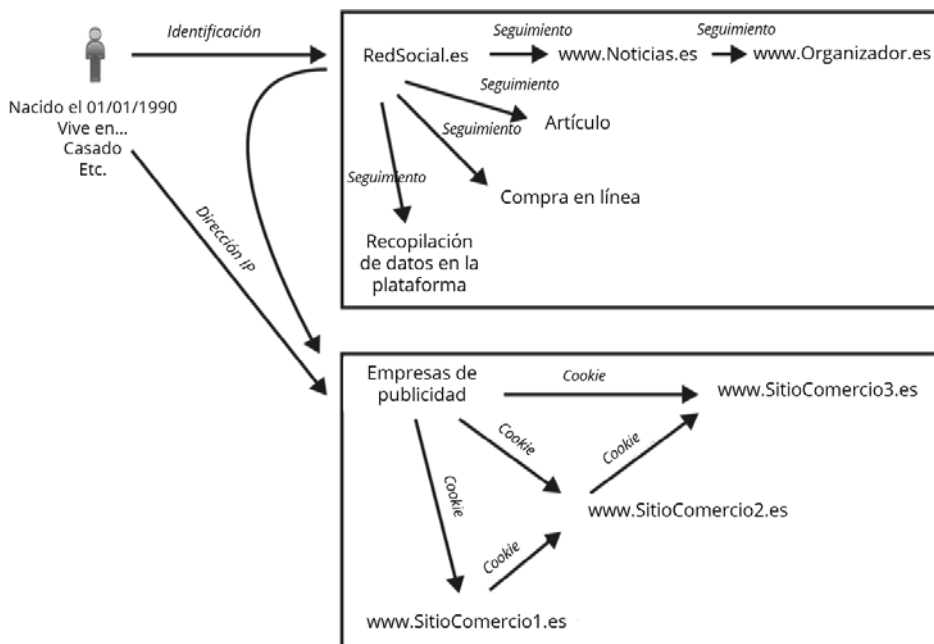 Identificación
Nacido el 01/01/1990
Vive en...
Casado
Etc.
Dirección IP
RedSocial.es
Seguimiento
www.Noticias.es
Seguimiento
www.Organizador.es
Seguimiento
Artículo
Seguimiento
Compra en línea
Seguimiento
Recopilación
de datos en la
plataforma
Empresas de
publicidad
Cookie
www.SitioComercio3.es
Cookie
Cookie
www.SitioComercio2.es
Cookie
Cookie
www.SitioComercio1.es